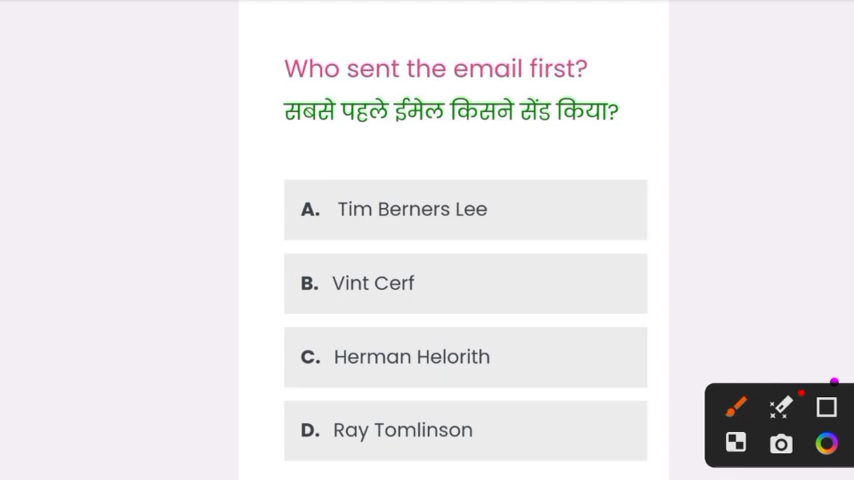 Who sent the email first?
सबसे पहले ईमेल किसने सेंड किया?
A. Tim Berners Lee
B. Vint Cerf
C. Herman Helorith
D. Ray Tomlinson